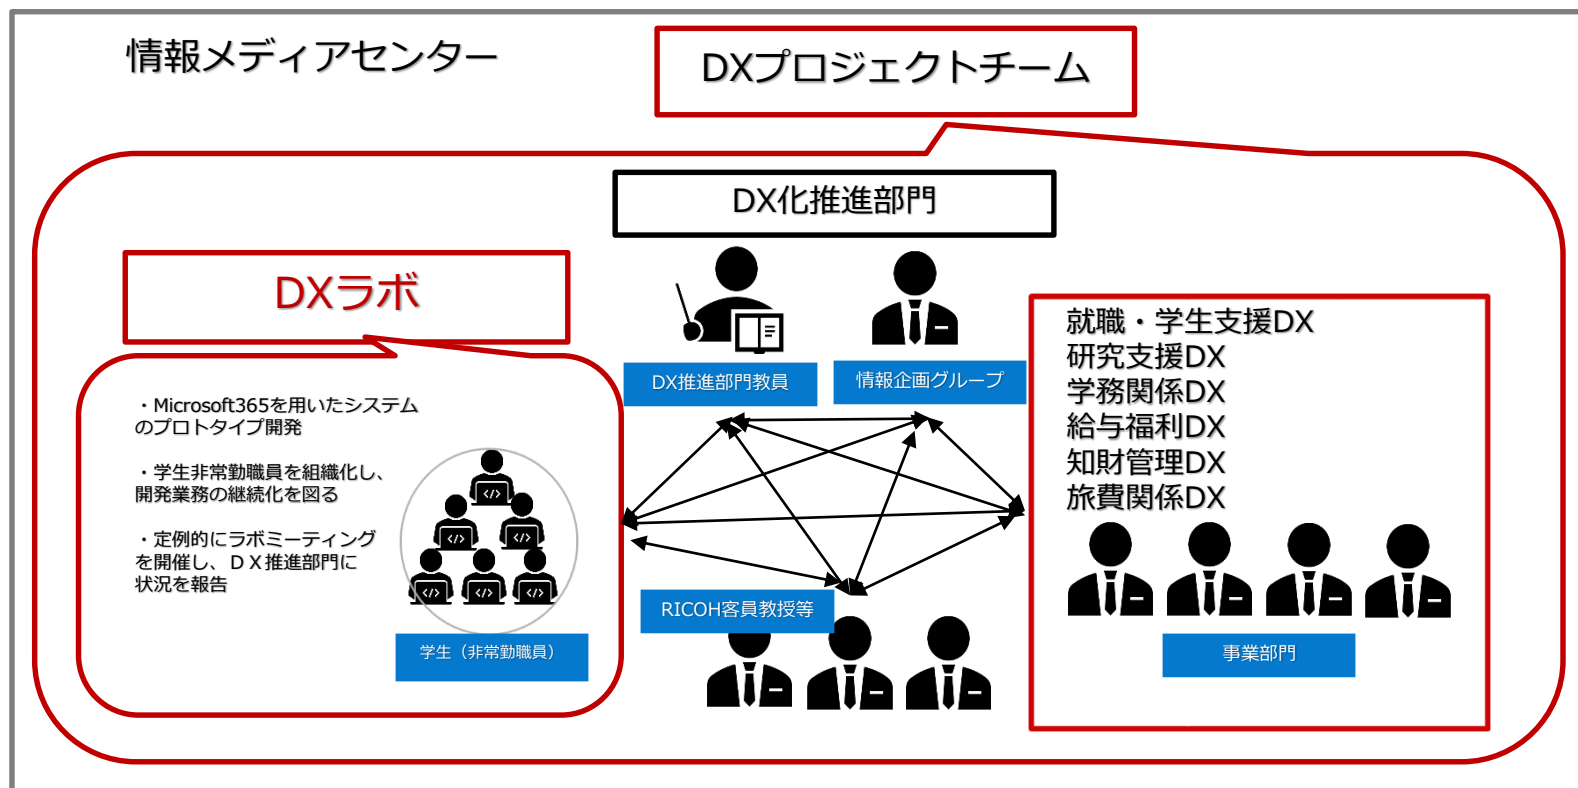 情報メディアセンター
DXプロジェクトチーム
DX化推進部門
DXラボ
・Microsoft365を用いたシステム
のプロトタイプ開発
・学生非常勤職員を組織化し、
開発業務の継続化を図る
・定例的にラボミーティング
を開催し、ＤＸ推進部門に
状況を報告
学生（非常勤職員）
DX推進部門教員
情報企画グループ
RICOH客員教授等
就職・学生支援DX
研究支援DX
学務関係DX
給与福利DX
知財管理DX
旅費関係DX
事業部門